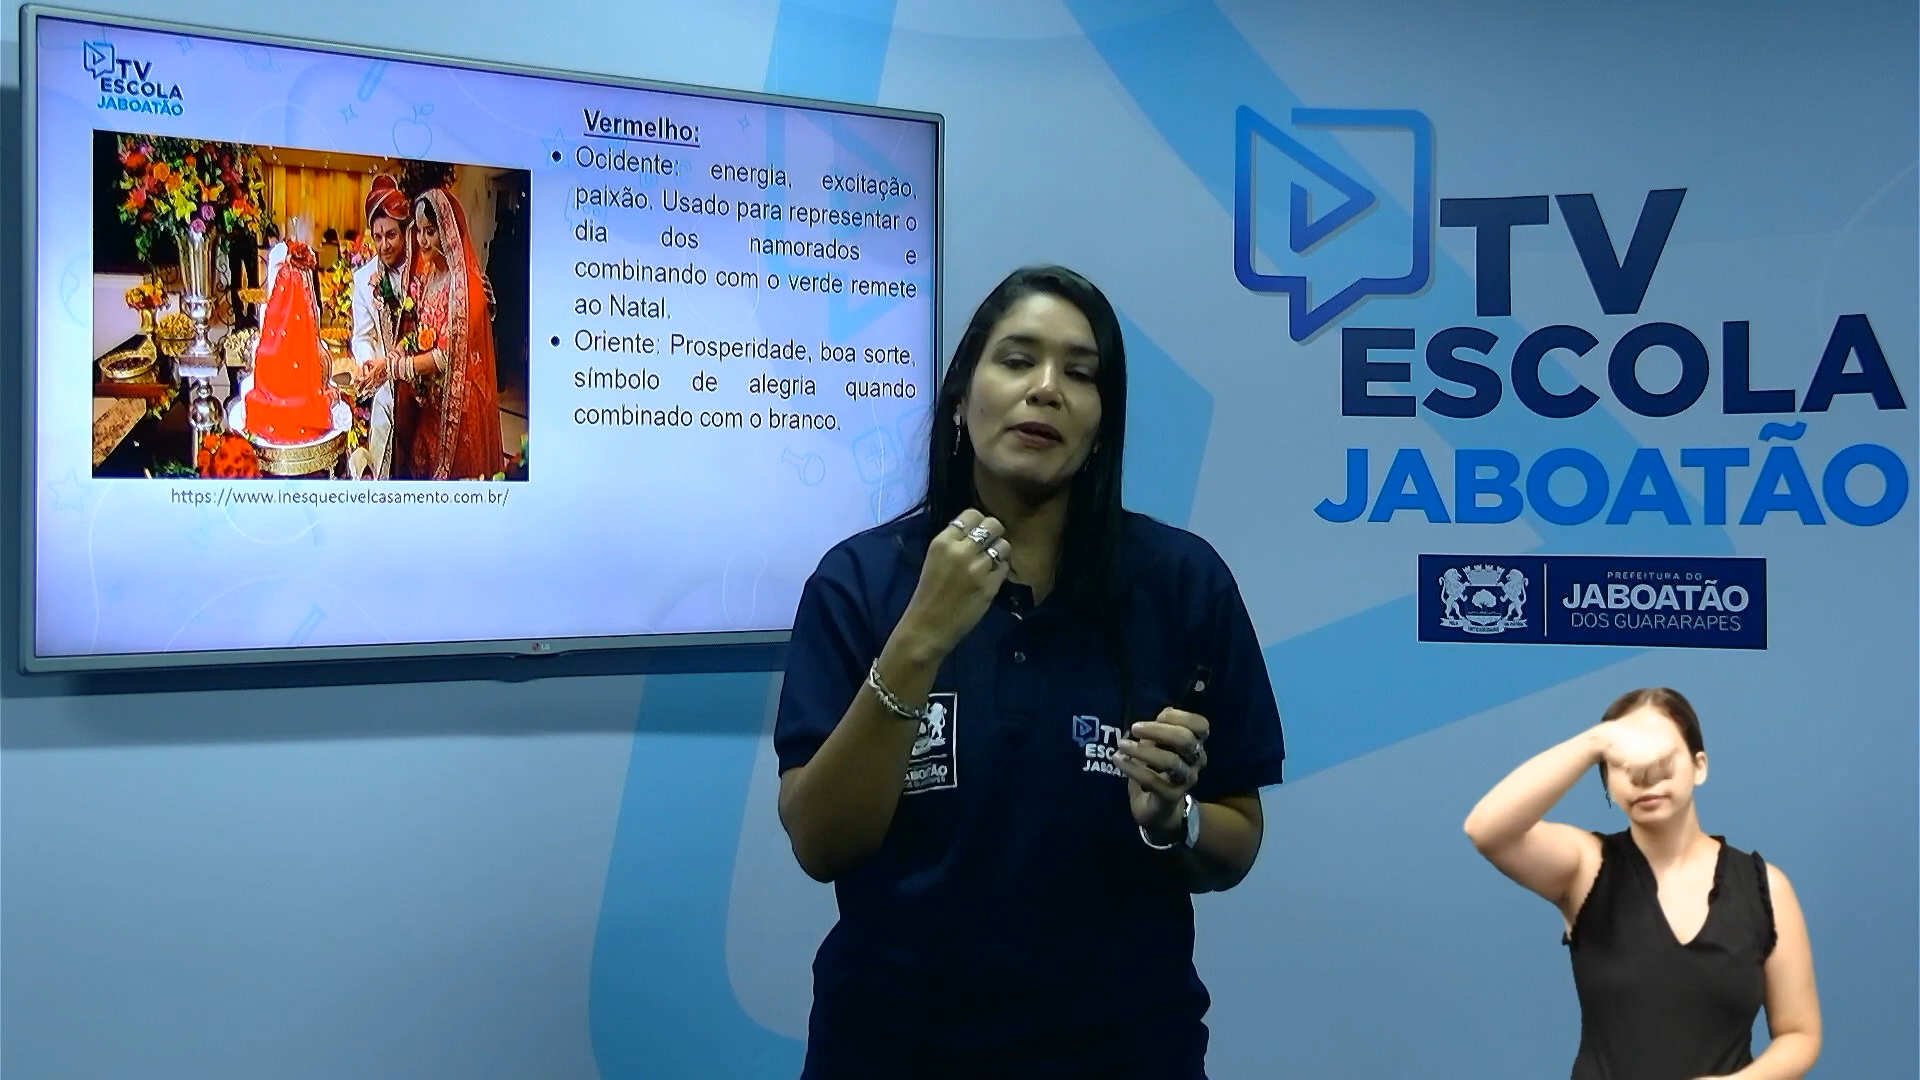 TV
ESCOLA
JABOATÃO
Vermelho:
• Ocidente: energia, excitação,
paixão. Usado para representar o
dia dos namorados e
combinando com o verde remete
ao Natal.
• Oriente: Prosperidade, boa sorte,
símbolo de alegria quando
combinado com o branco.
https://www.inesquecivelcasamento.com.br/
LG
TV
ESCOLA
JABOATÃO
PREFEITURA DO
JABOATÃO
DOS GUARARAPES
TV